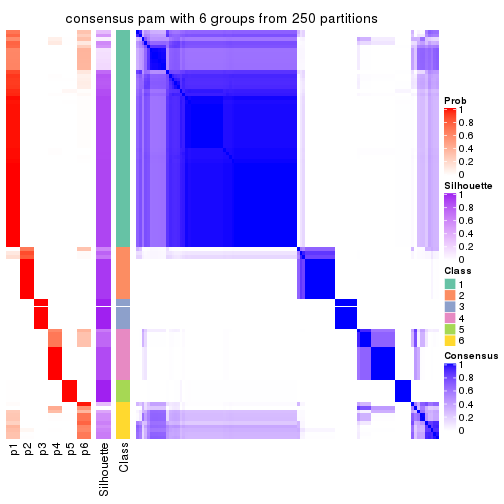 consensus pam with 6 groups from 250 partitions
Prob
1
0.8
0.6
0.4
0.2
0
Silhouette
1
0.8
0.6
0.4
0.2
0
Class
1
2
3
4
5
6
Consensus
1
0.8
0.6
0.4
0.2
0
p1
p2
p3
p4
p5
p6
Silhouette
Class